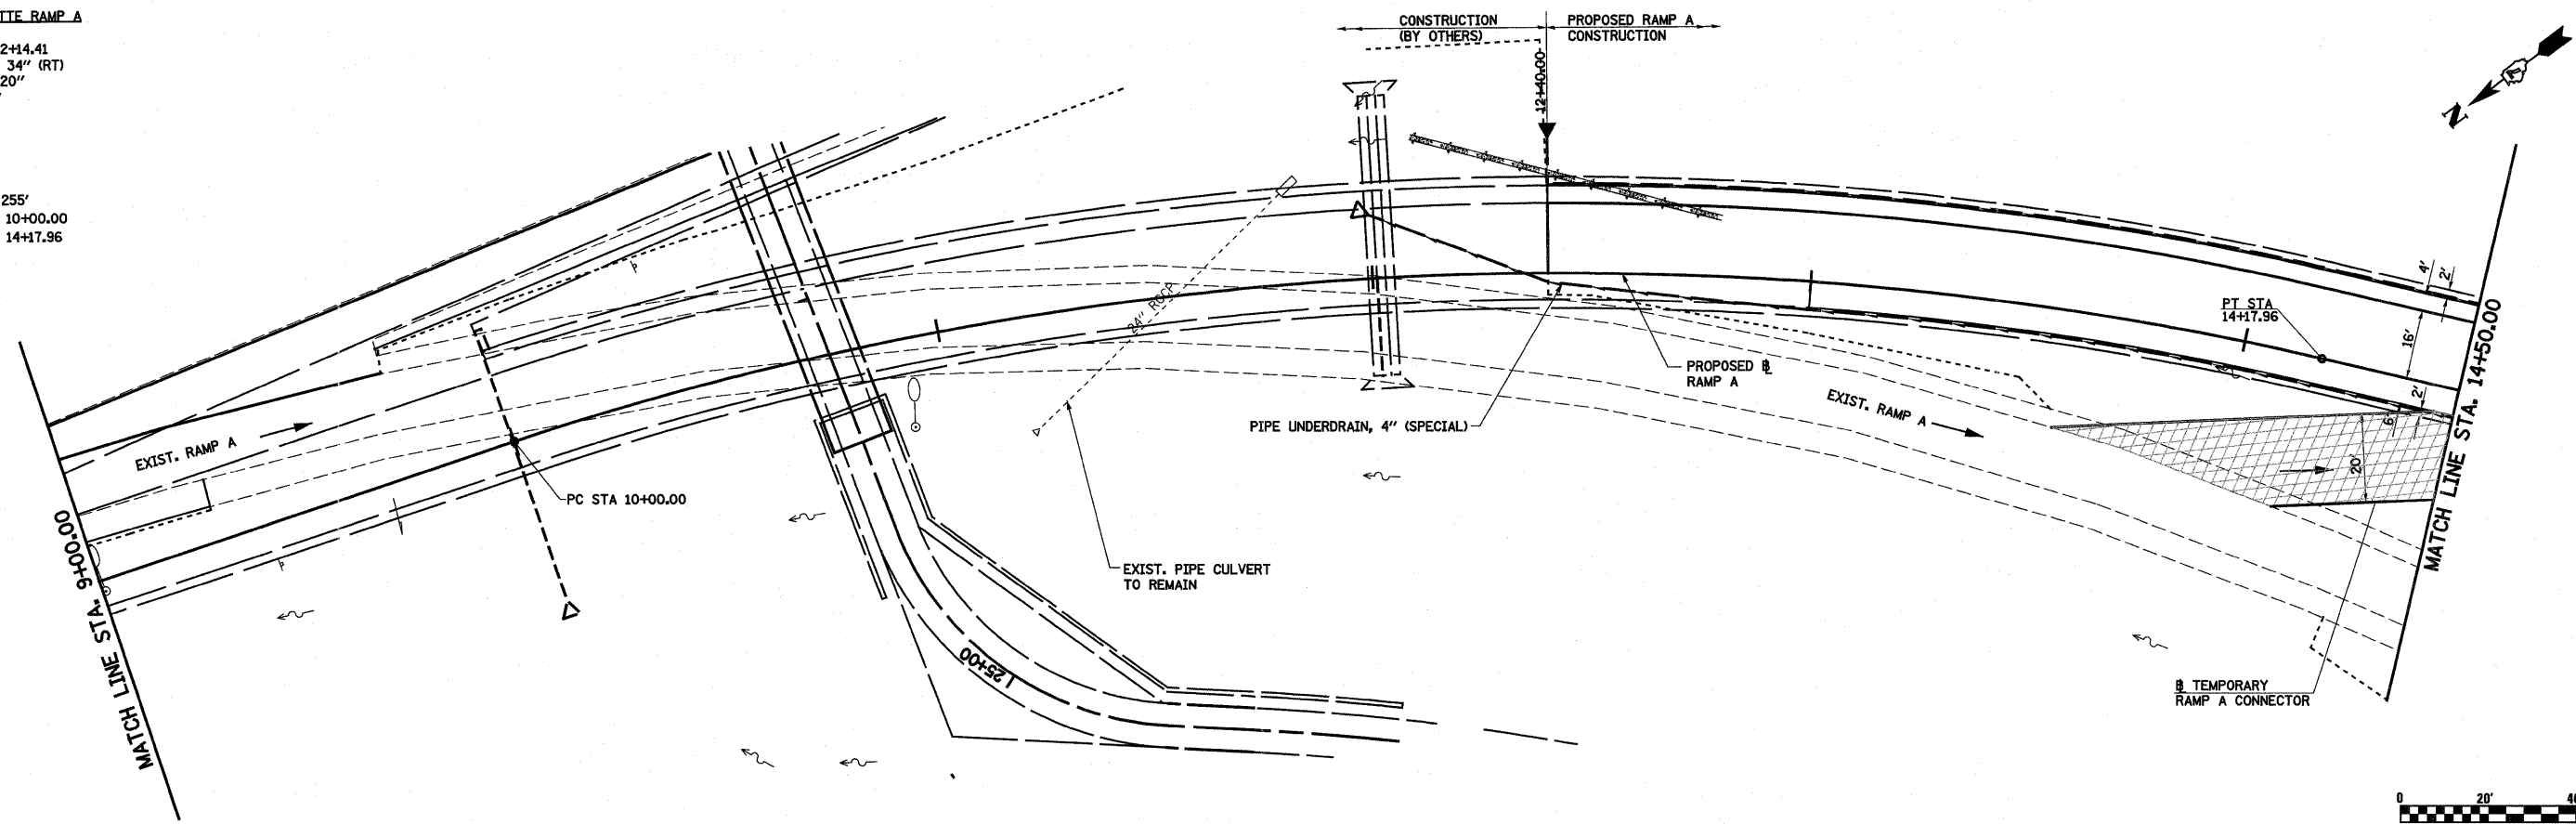 TTE RAMP A
2+14.41
34" (RT)
20"
255'
10+00.00
14+17.96
CONSTRUCTION
(BY OTHERS)
PROPOSED RAMP A
CONSTRUCTION
12+40.00
N
EXIST. RAMP A
PC STA 10+00.00
24" RCCP
EXIST. PIPE CULVERT
TO REMAIN
PIPE UNDERDRAIN, 4" (SPECIAL)
PROPOSED ⅊
RAMP A
EXIST. RAMP A
PT STA
14+17.96
4'
2'
16'
2'
6'
20'
MATCH LINE STA. 9+00.00
MATCH LINE STA. 14+50.00
125+00
TEMPORARY
RAMP A CONNECTOR
0 20' 40